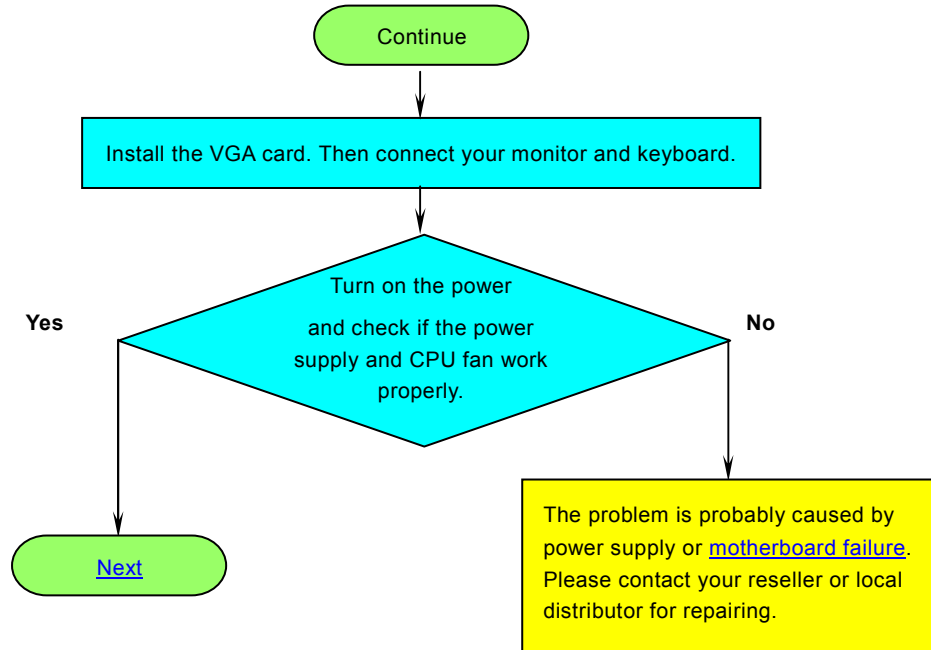 Continue
Install the VGA card. Then connect your monitor and keyboard.
Turn on the power
and check if the power
supply and CPU fan work
properly.
Yes
No
Next
The problem is probably caused by
power supply or motherboard failure.
Please contact your reseller or local
distributor for repairing.